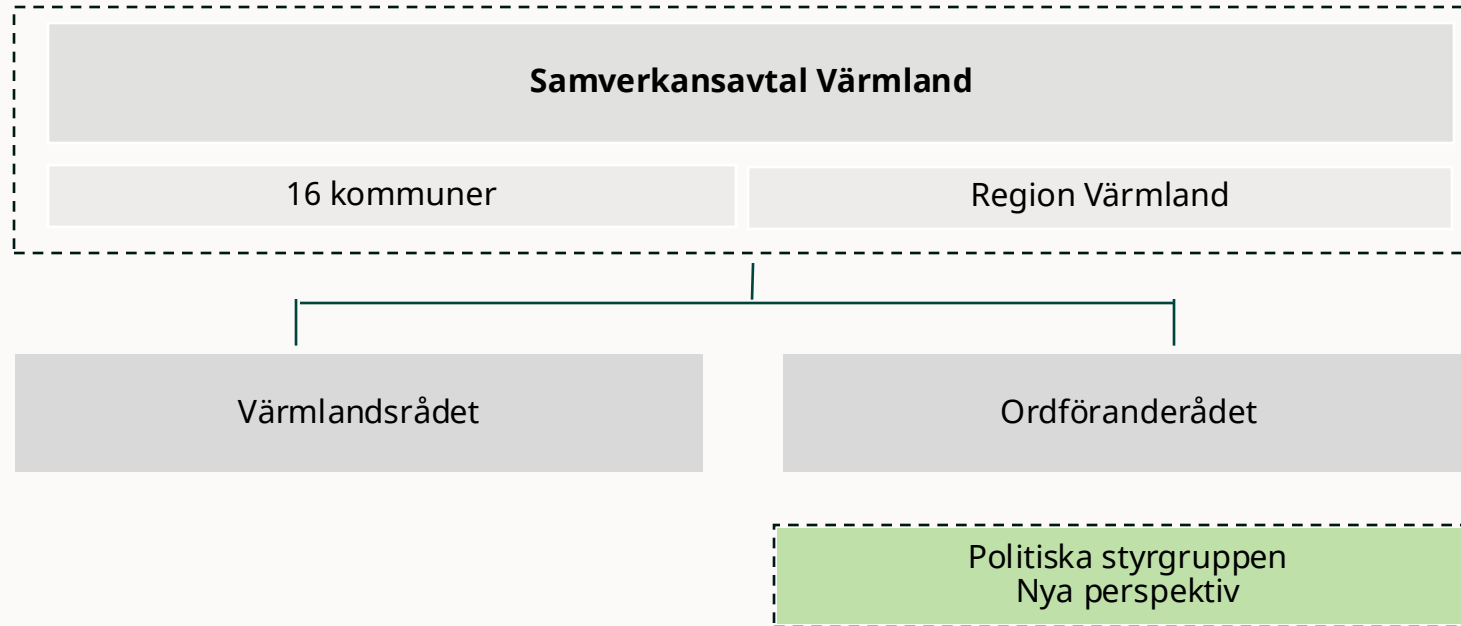 Samverkansavtal Värmland
16 kommuner
Region Värmland
Värmlandsrådet
Ordföranderådet
Politiska styrgruppen
Nya perspektiv